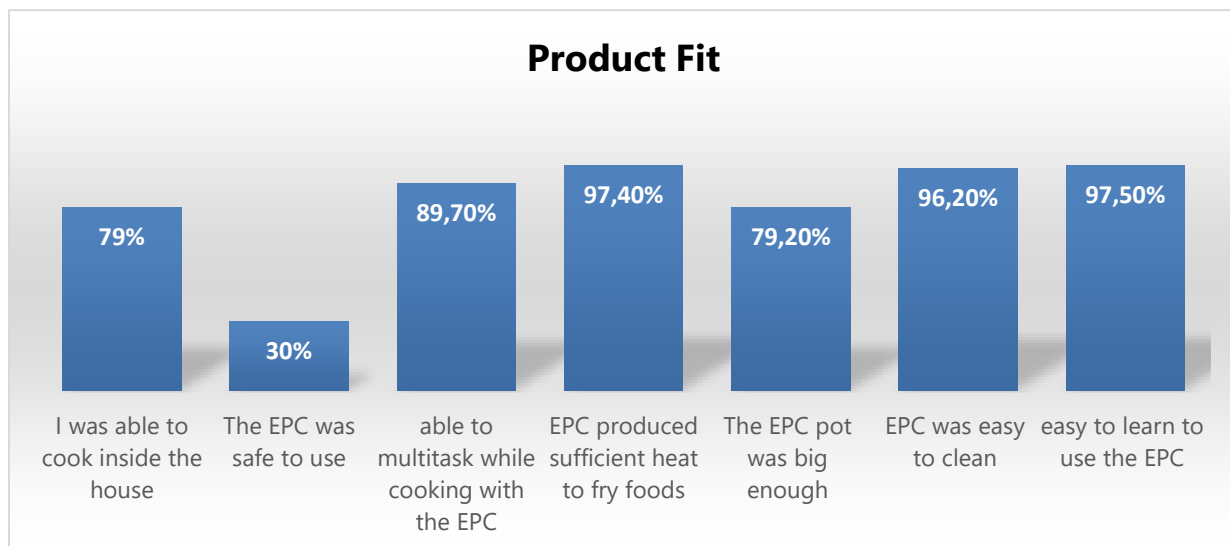 Product Fit
79%
30%
89,70%
97,40%
79,20%
96,20%
97,50%
I was able to
cook inside the
house
The EPC was
safe to use
able to
multitask while
cooking with
the EPC
EPC produced
sufficient heat
to fry foods
The EPC pot
was big
enough
EPC was easy
to clean
easy to learn to
use the EPC